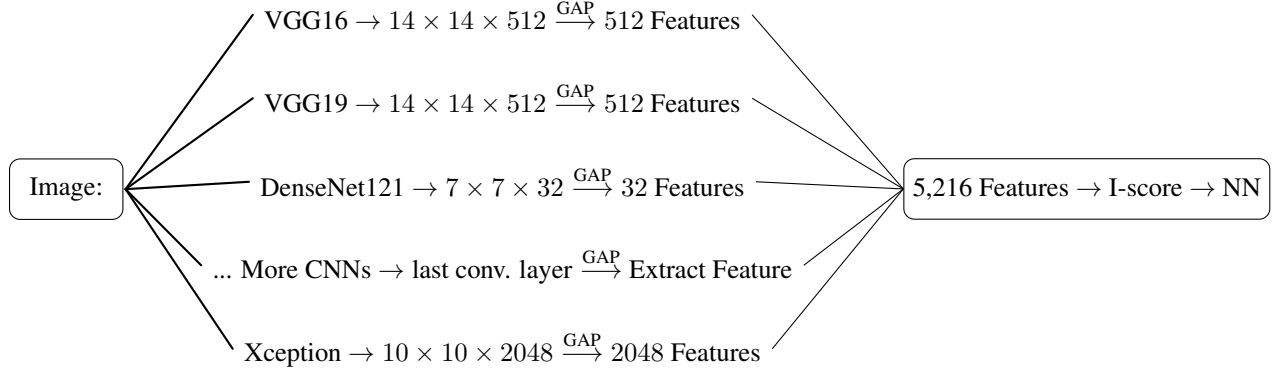 VGG16 → 14 × 14 × 512 GAP→ 512 Features
VGG19 → 14 × 14 × 512 GAP→ 512 Features
Image:
DenseNet121 → 7 × 7 × 32 GAP→ 32 Features
5,216 Features → I-score → NN
... More CNNs → last conv. layer GAP→ Extract Feature
Xception → 10 × 10 × 2048 GAP→ 2048 Features